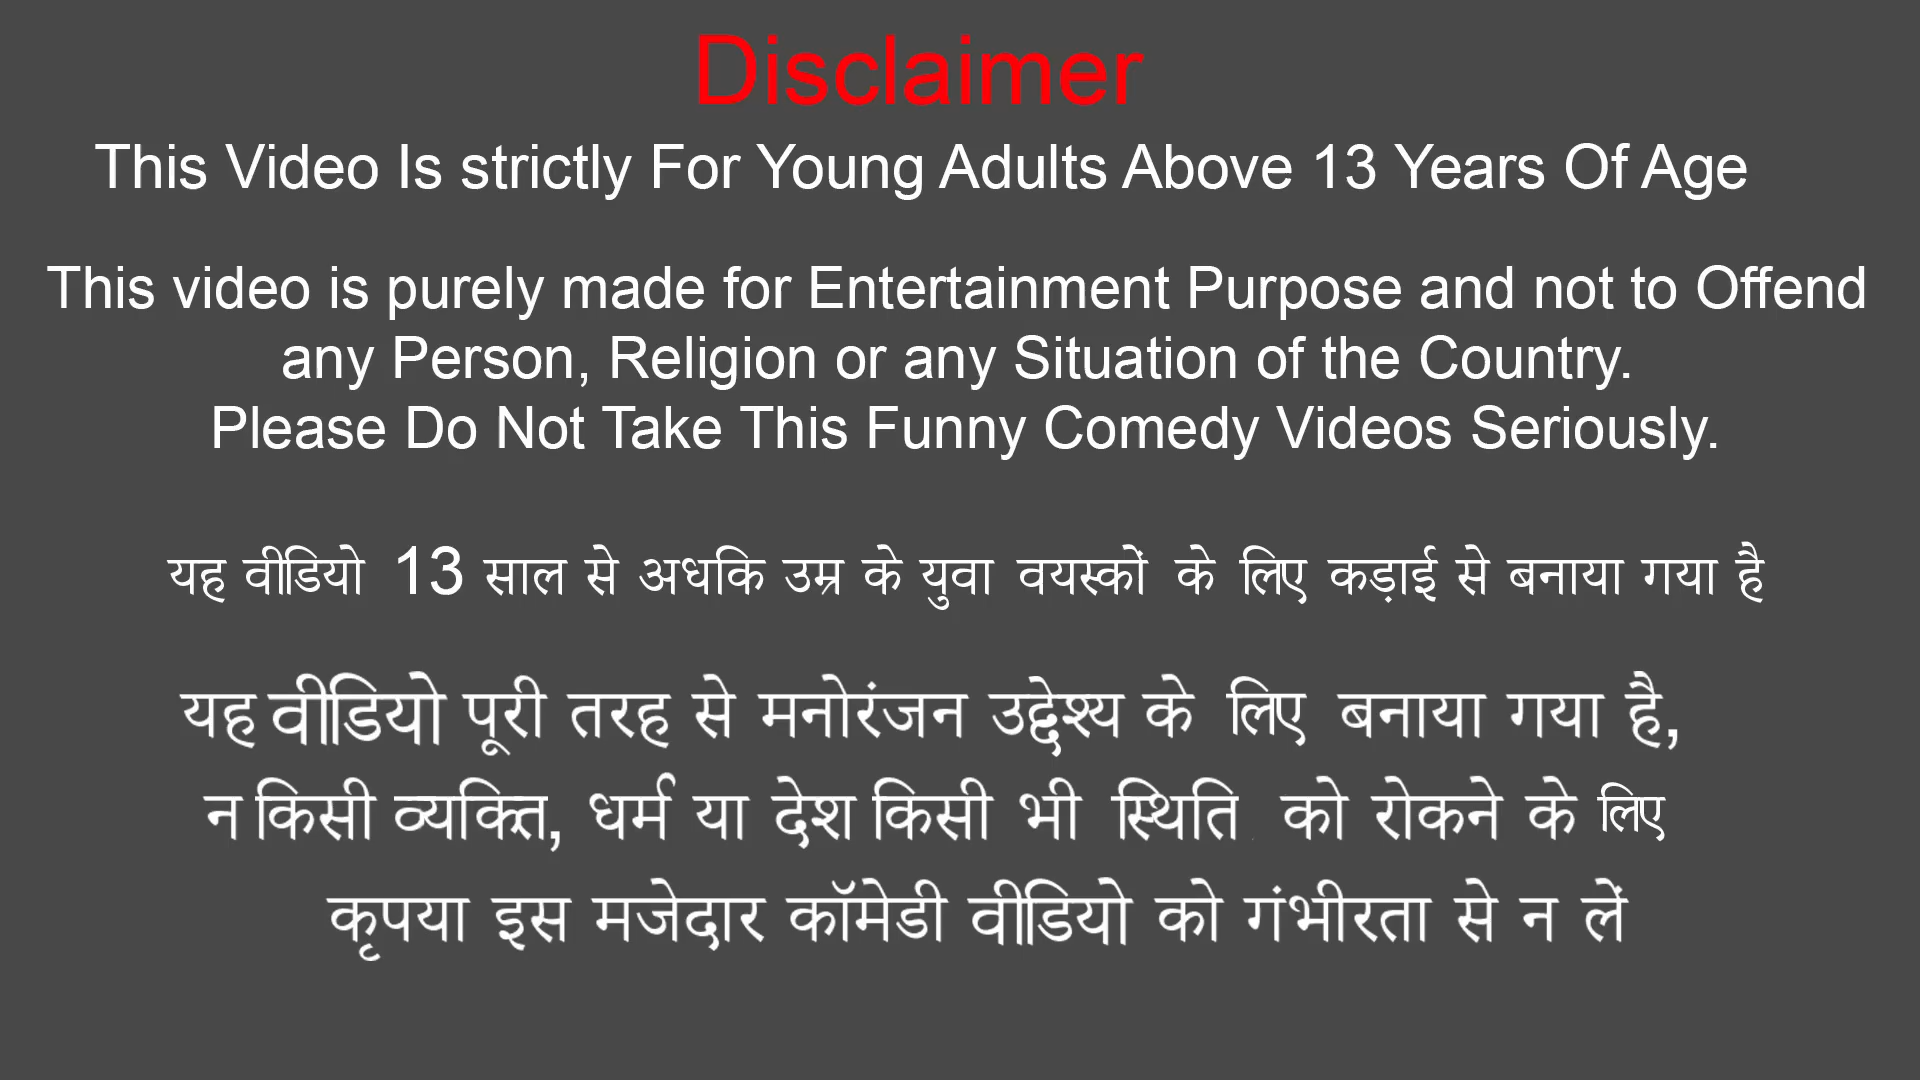 Disclaimer
This Video Is strictly For Young Adults Above 13 Years Of Age
This video is purely made for Entertainment Purpose and not to Offend
any Person, Religion or any Situation of the Country.
Please Do Not Take This Funny Comedy Videos Seriously.
यह वीडियो 13 साल से अधकि उम्र के युवा वयस्कों के लिए कड़ाई से बनाया गया है
यह वीडियो पूरी तरह से मनोरंजन उद्देश्य के लिए बनाया गया है,
न किसी व्यक्ति, धर्म या देश किसी भी स्थिति को रोकने के लिए
कृपया इस मजेदार कॉमेडी वीडियो को गंभीरता से न लें